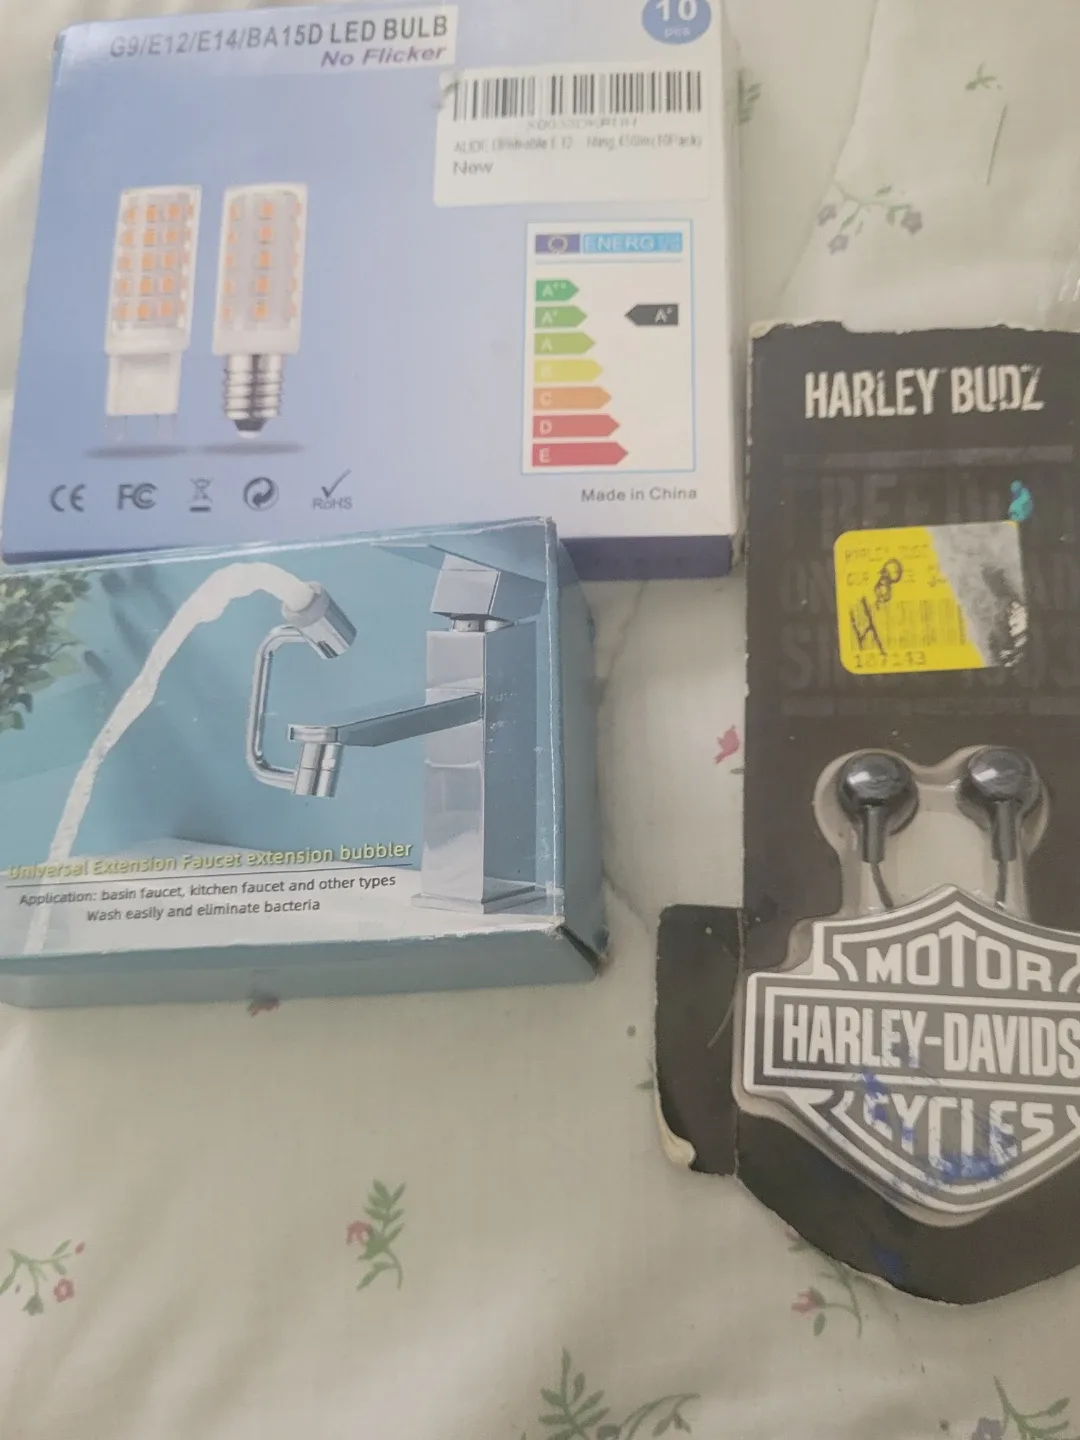 G9/E12/E14/BA15D LED BULB
No Flicker
10
pcs
New
ENERG
A++
A+
A
B
C
D
E
A+
CE FC
RoHS
Made in China
Universal Extension Faucet extension bubbler
Application: basin faucet, kitchen faucet and other types
Wash easily and eliminate bacteria
HARLEY BUDZ
187143
MOTOR
HARLEY-DAVIDS
CYCLES